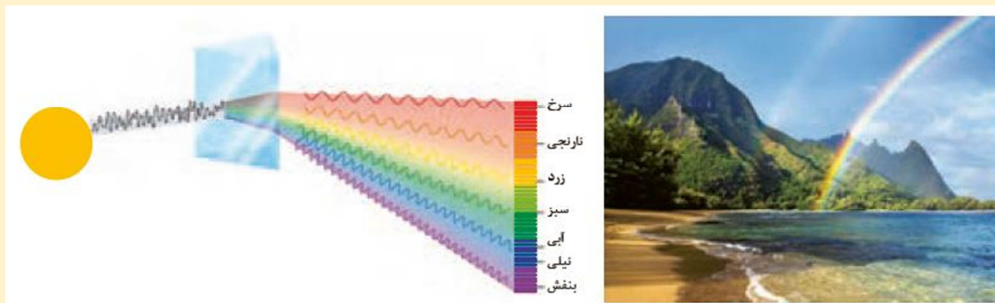 سرخ
نارنجی
زرد
سبز
آبی
نیلی
بنفش